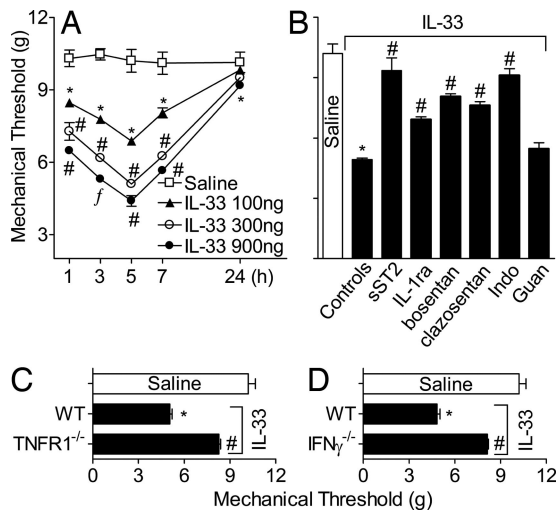 A
12
9
6
3
Mechanical Threshold (g)
* * * *
# # # #
# f # # *
Saline
IL-33 100ng
IL-33 300ng
IL-33 900ng
1 3 5 7 24 (h)
B
IL-33
Saline
* # # # # #
Controls
sST2
IL-1ra
bosentan
clazosentan
Indo
Guan
C
Saline
WT
*
TNFR1-/-
#
IL-33
0 3 6 9 12
D
Saline
WT
*
IFNγ-/-
#
IL-33
0 3 6 9 12
Mechanical Threshold (g)